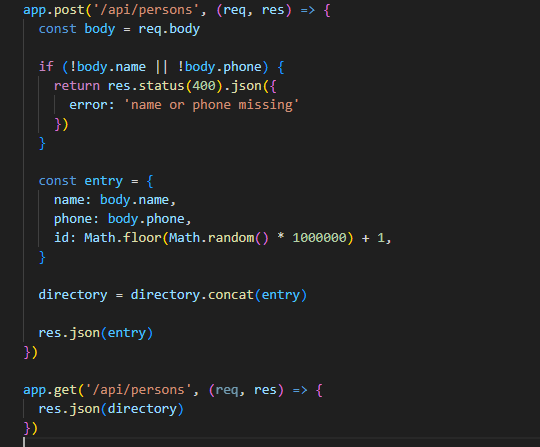 app.post('/api/persons', (req, res) => {
  const body = req.body

  if (!body.name || !body.phone) {
    return res.status(400).json({
      error: 'name or phone missing'
    })
  }

  const entry = {
    name: body.name,
    phone: body.phone,
    id: Math.floor(Math.random() * 1000000) + 1,
  }

  directory = directory.concat(entry)

  res.json(entry)
})

app.get('/api/persons', (req, res) => {
  res.json(directory)
})